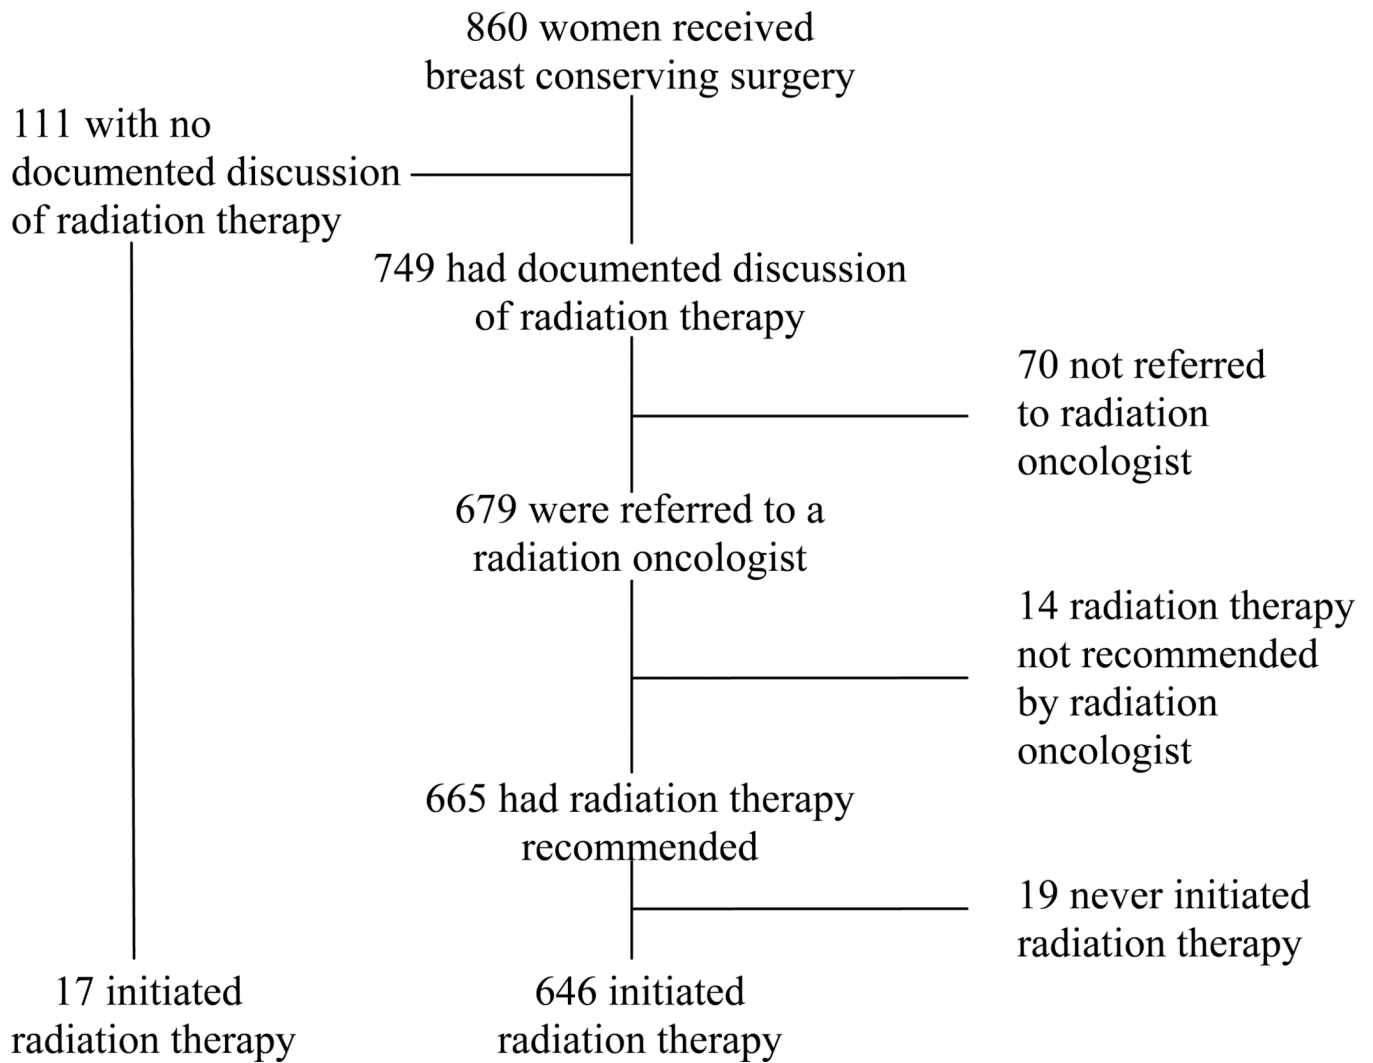 860 women received
breast conserving surgery
111 with no
documented discussion
of radiation therapy
749 had documented discussion
of radiation therapy
70 not referred
to radiation
oncologist
679 were referred to a
radiation oncologist
14 radiation therapy
not recommended
by radiation
oncologist
665 had radiation therapy
recommended
19 never initiated
radiation therapy
17 initiated
radiation therapy
646 initiated
radiation therapy